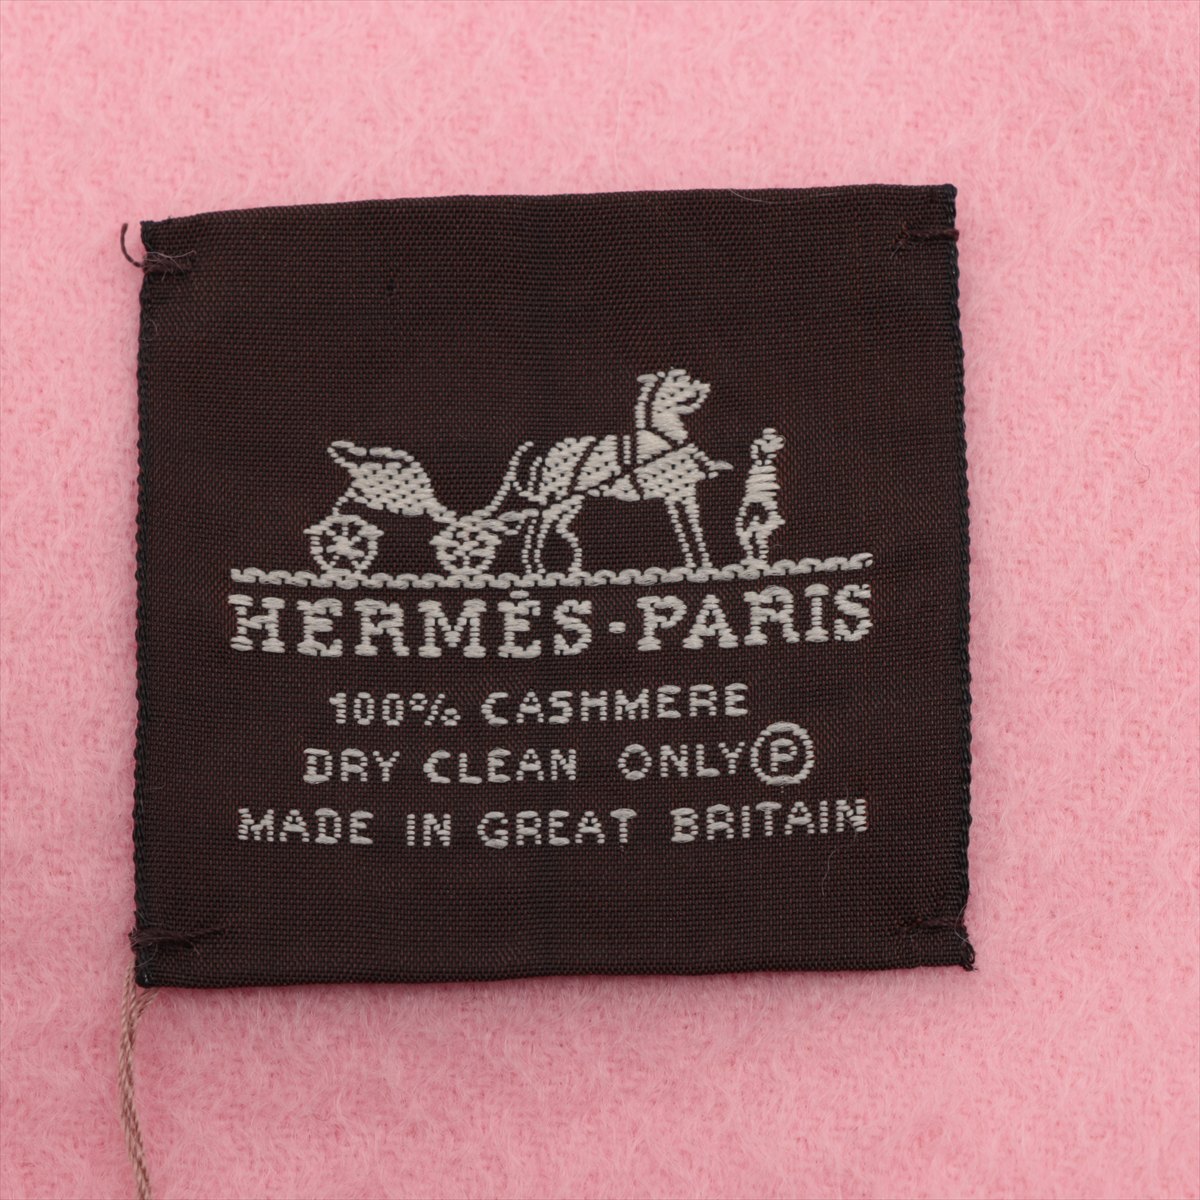 HERMÈS-PARIS
100% CASHMERE
DRY CLEAN ONLY Ⓟ
MADE IN GREAT BRITAIN